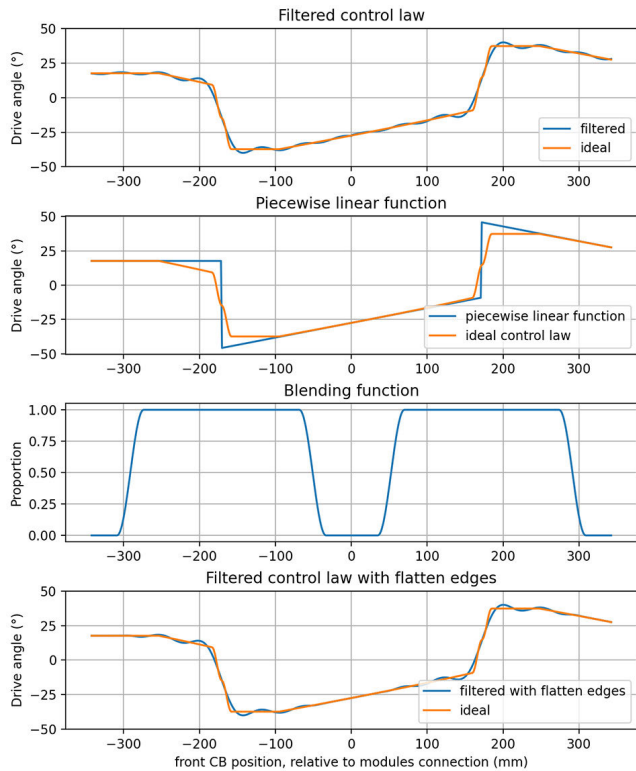 Filtered control law
Drive angle (°)
50
25
0
−25
−50
filtered
ideal
−300 −200 −100 0 100 200 300
Piecewise linear function
Drive angle (°)
50
25
0
−25
−50
piecewise linear function
ideal control law
−300 −200 −100 0 100 200 300
Blending function
Proportion
1.00
0.75
0.50
0.25
0.00
−300 −200 −100 0 100 200 300
Filtered control law with flatten edges
Drive angle (°)
50
25
0
−25
−50
filtered with flatten edges
ideal
−300 −200 −100 0 100 200 300
front CB position, relative to modules connection (mm)